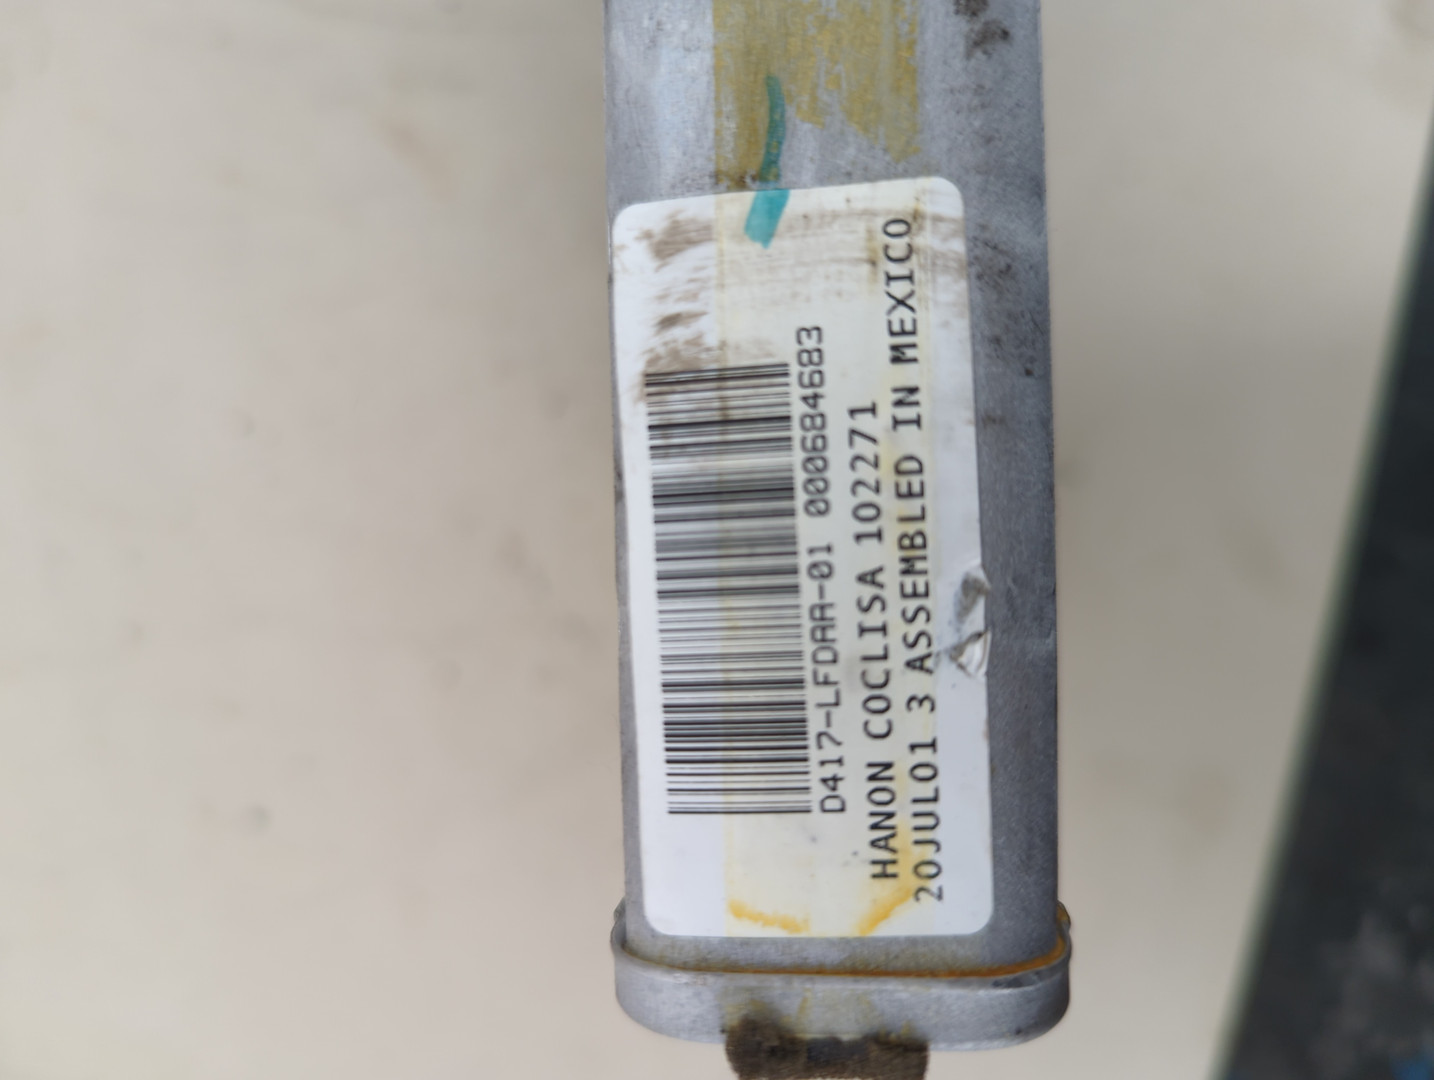 D417-LFDAA-01 000684683
HANON COCLISA 102271
20JUL01 3 ASSEMBLED IN MEXICO